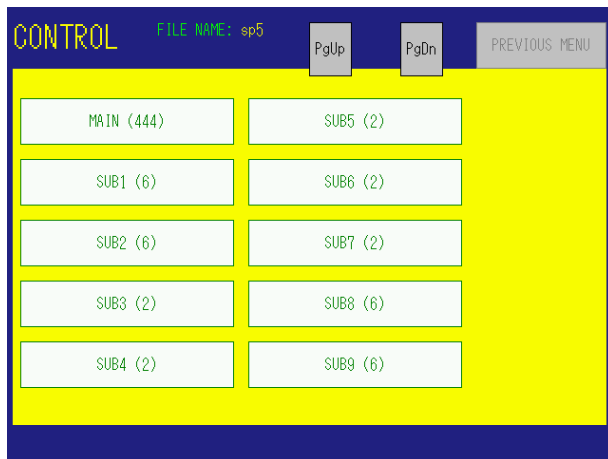 CONTROL FILE NAME: sp5 PgUp PgDn PREVIOUS MENU
MAIN (444) SUB5 (2)
SUB1 (6) SUB6 (2)
SUB2 (6) SUB7 (2)
SUB3 (2) SUB8 (6)
SUB4 (2) SUB9 (6)